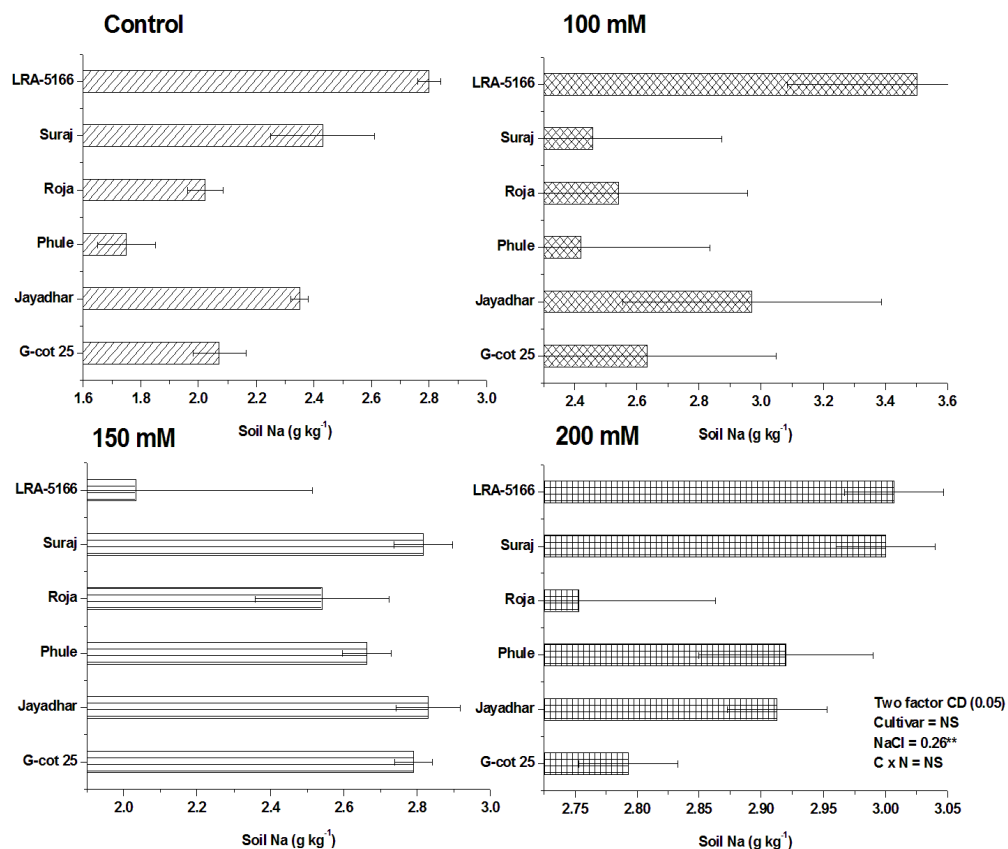 Control
LRA-5166
Suraj
Roja
Phule
Jayadhar
G-cot 25
1.6 1.8 2.0 2.2 2.4 2.6 2.8 3.0
Soil Na (g kg⁻¹)
100 mM
LRA-5166
Suraj
Roja
Phule
Jayadhar
G-cot 25
2.4 2.6 2.8 3.0 3.2 3.4 3.6
Soil Na (g kg⁻¹)
150 mM
LRA-5166
Suraj
Roja
Phule
Jayadhar
G-cot 25
2.0 2.2 2.4 2.6 2.8 3.0
Soil Na (g kg⁻¹)
200 mM
LRA-5166
Suraj
Roja
Phule
Jayadhar
G-cot 25
2.75 2.80 2.85 2.90 2.95 3.00 3.05
Soil Na (g kg⁻¹)
Two factor CD (0.05)
Cultivar = NS
NaCl = 0.26**
C x N = NS